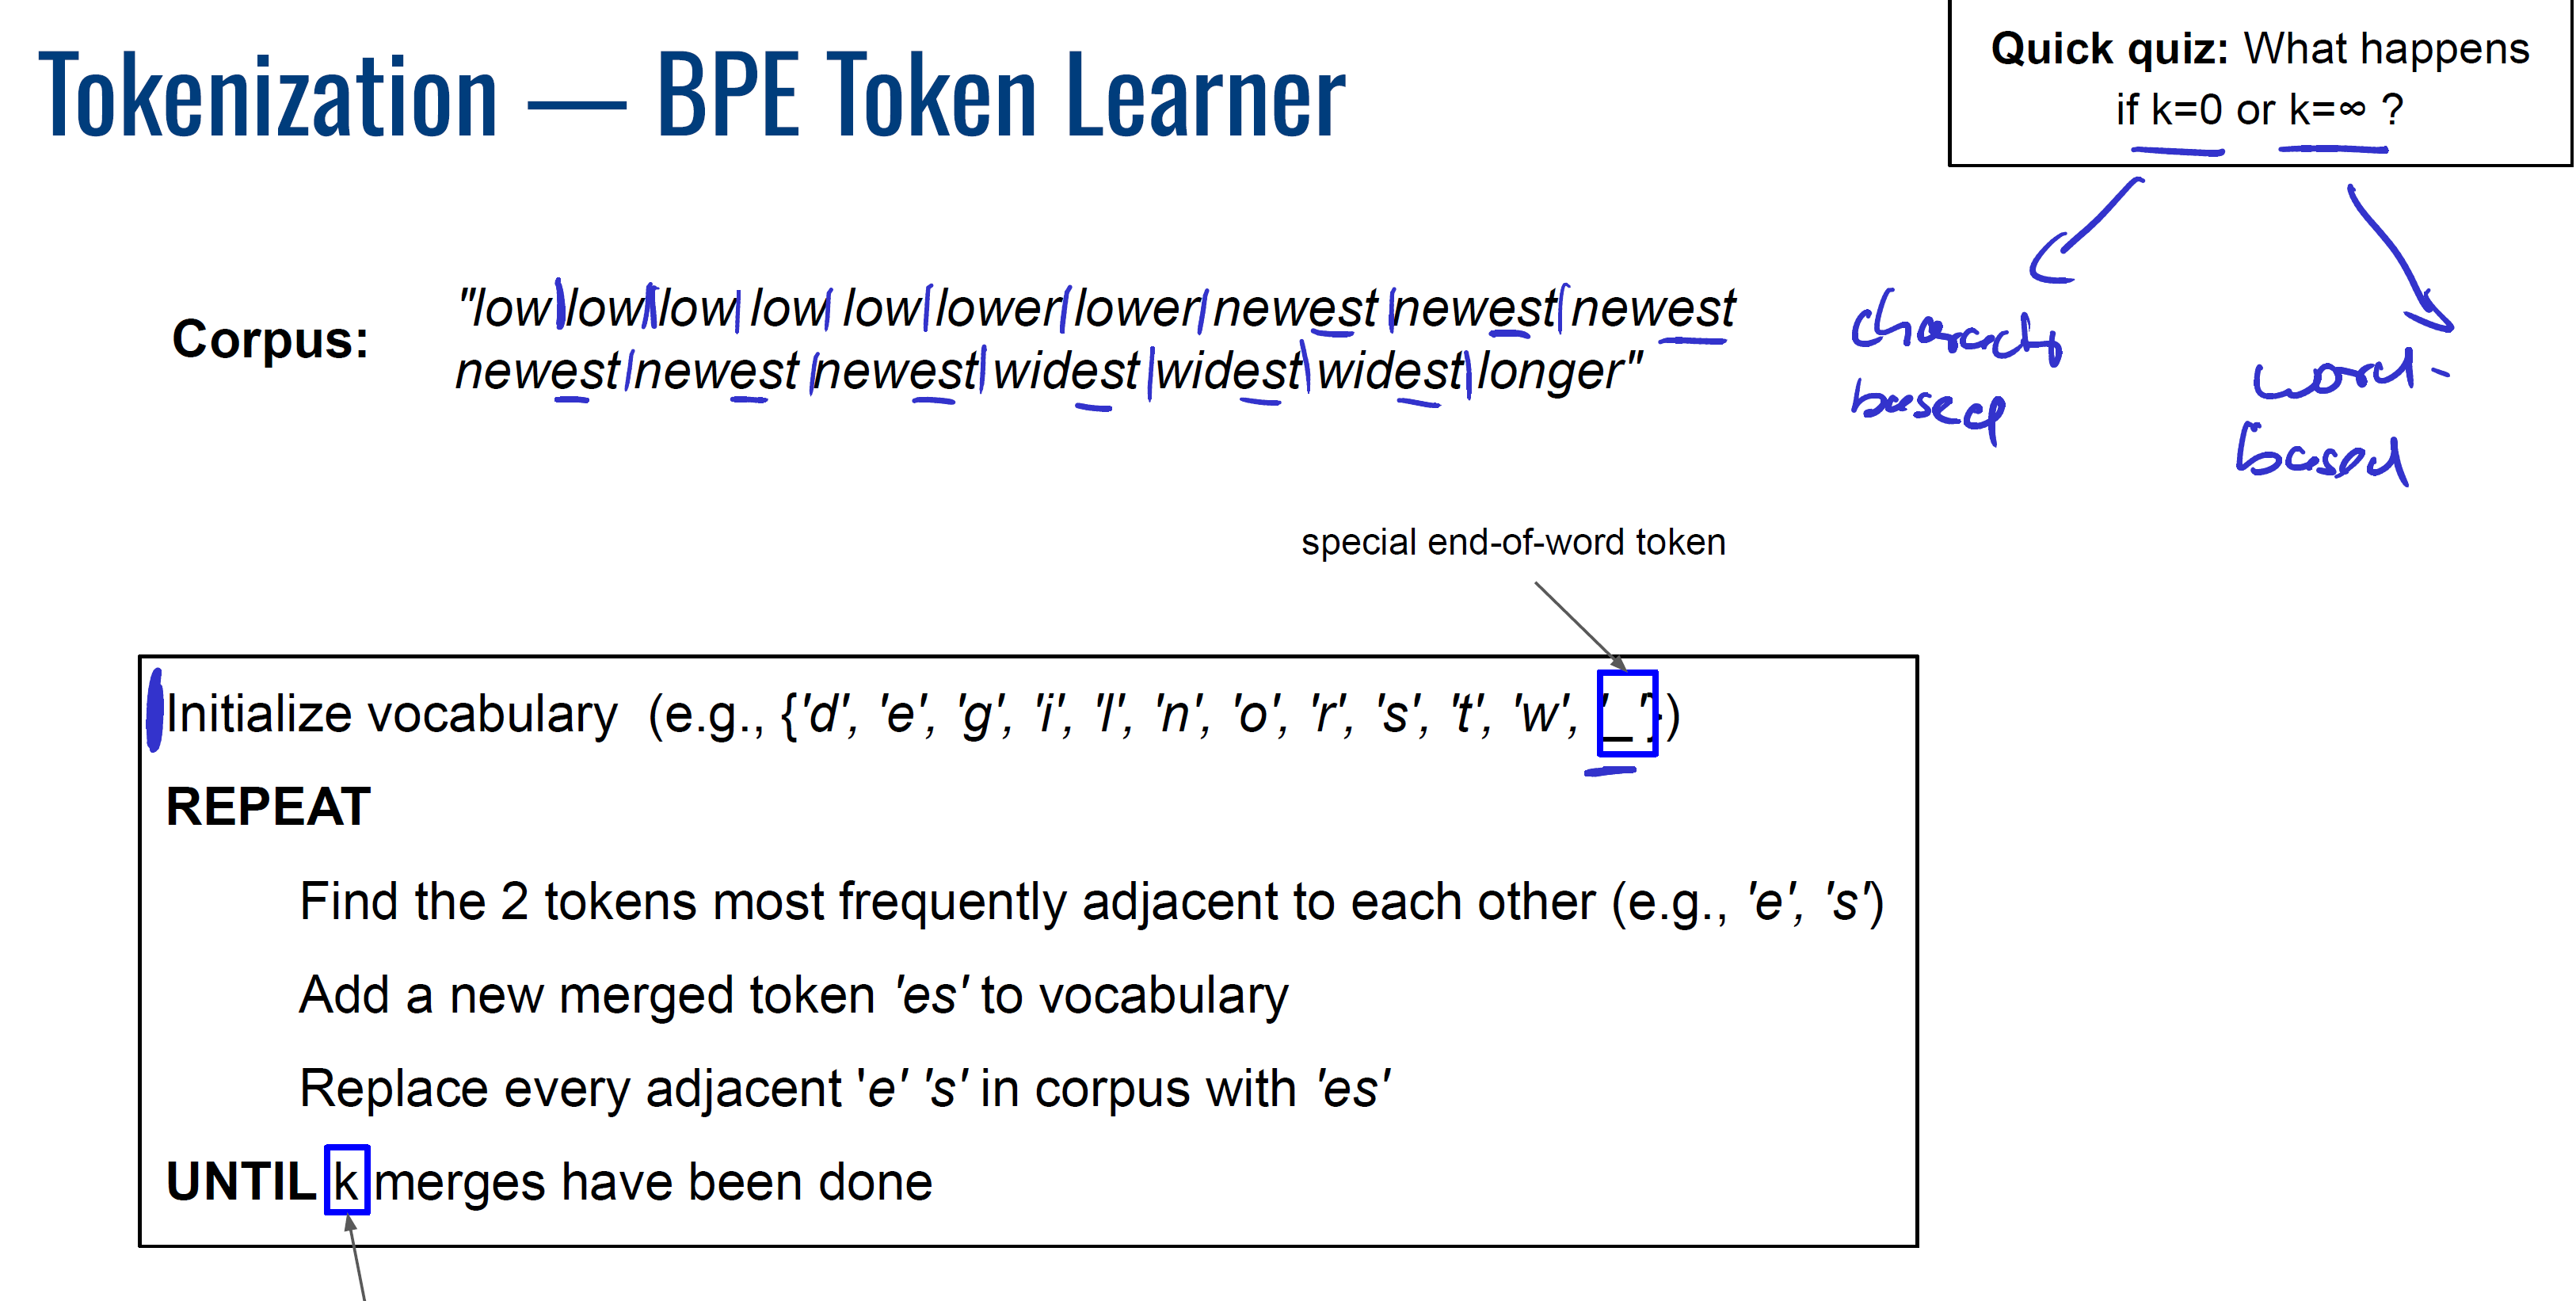 Tokenization — BPE Token Learner
Quick quiz: What happens
if k=0 or k=∞ ?
Corpus:
"low low low low low lower lower newest newest newest
newest newest newest widest widest widest longer"
based
word-
based
special end-of-word token
Initialize vocabulary (e.g., {'d', 'e', 'g', 'i', 'l', 'n', 'o', 'r', 's', 't', 'w', '_'})
REPEAT
Find the 2 tokens most frequently adjacent to each other (e.g., 'e', 's')
Add a new merged token 'es' to vocabulary
Replace every adjacent 'e' 's' in corpus with 'es'
UNTIL k merges have been done